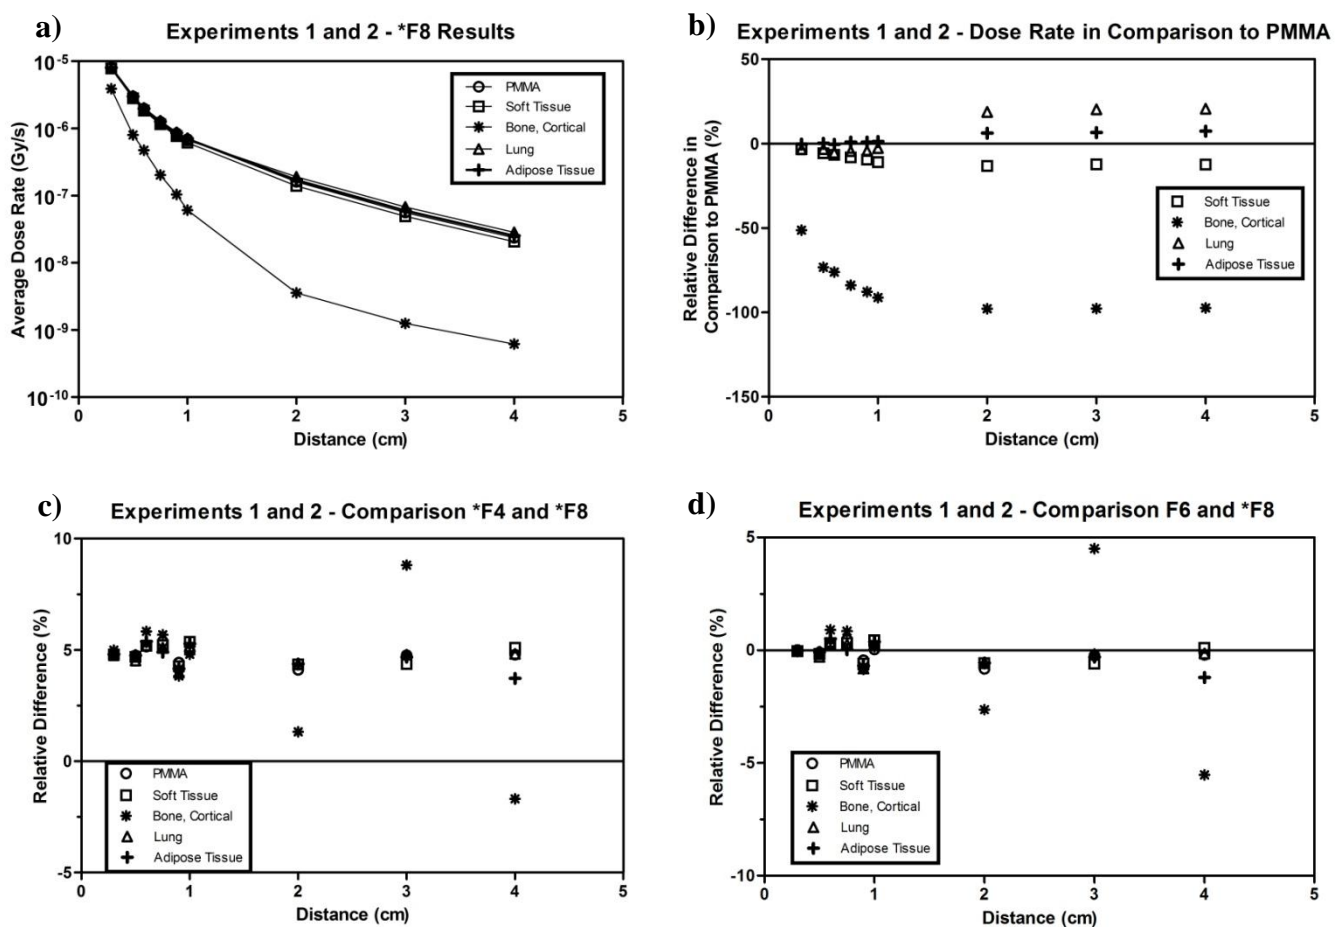 a)
Experiments 1 and 2 - *F8 Results
10-5
10-6
10-7
10-8
10-9
10-10
Average Dose Rate (Gy/s)
PMMA
Soft Tissue
Bone, Cortical
Lung
Adipose Tissue
0 1 2 3 4 5
Distance (cm)
b)
Experiments 1 and 2 - Dose Rate in Comparison to PMMA
50
0
-50
-100
-150
Relative Difference in
Comparison to PMMA (%)
Soft Tissue
Bone, Cortical
Lung
Adipose Tissue
0 1 2 3 4 5
Distance (cm)
c)
Experiments 1 and 2 - Comparison *F4 and *F8
10
5
0
-5
Relative Difference (%)
PMMA
Soft Tissue
Bone, Cortical
Lung
Adipose Tissue
0 1 2 3 4 5
Distance (cm)
d)
Experiments 1 and 2 - Comparison F6 and *F8
5
0
-5
-10
Relative Difference (%)
PMMA
Soft Tissue
Bone, Cortical
Lung
Adipose Tissue
0 1 2 3 4 5
Distance (cm)